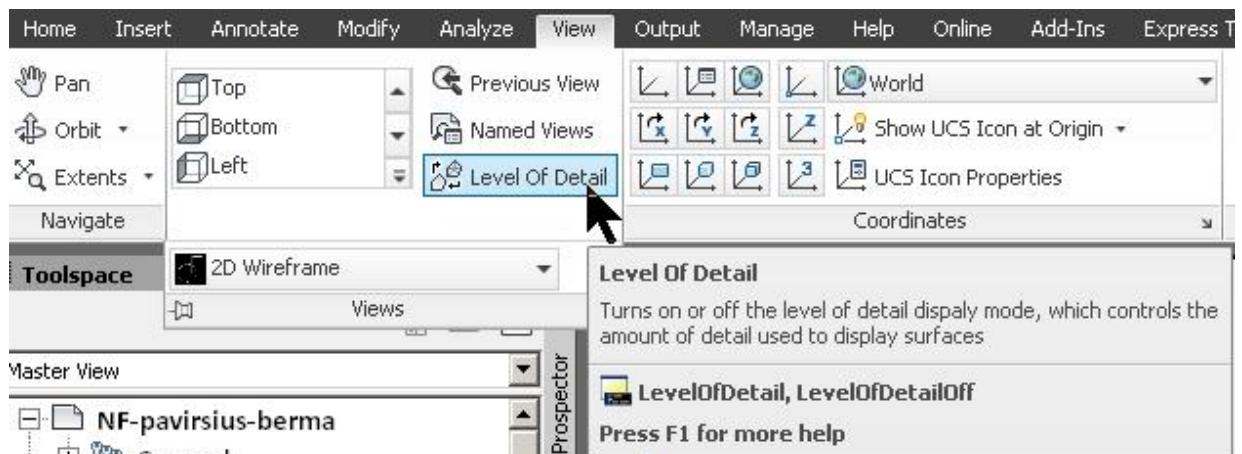 Home Insert Annotate Modify Analyze View Output Manage Help Online Add-Ins Express T
Pan
Orbit
Extents
Navigate
Top
Bottom
Left
Previous View
Named Views
Level Of Detail
2D Wireframe
Views
World
Show UCS Icon at Origin
UCS Icon Properties
Coordinates
Toolspace
Master View
NF-pavirsius-berma
Prospector
Level Of Detail
Turns on or off the level of detail dispaly mode, which controls the
amount of detail used to display surfaces
LevelOfDetail, LevelOfDetailOff
Press F1 for more help